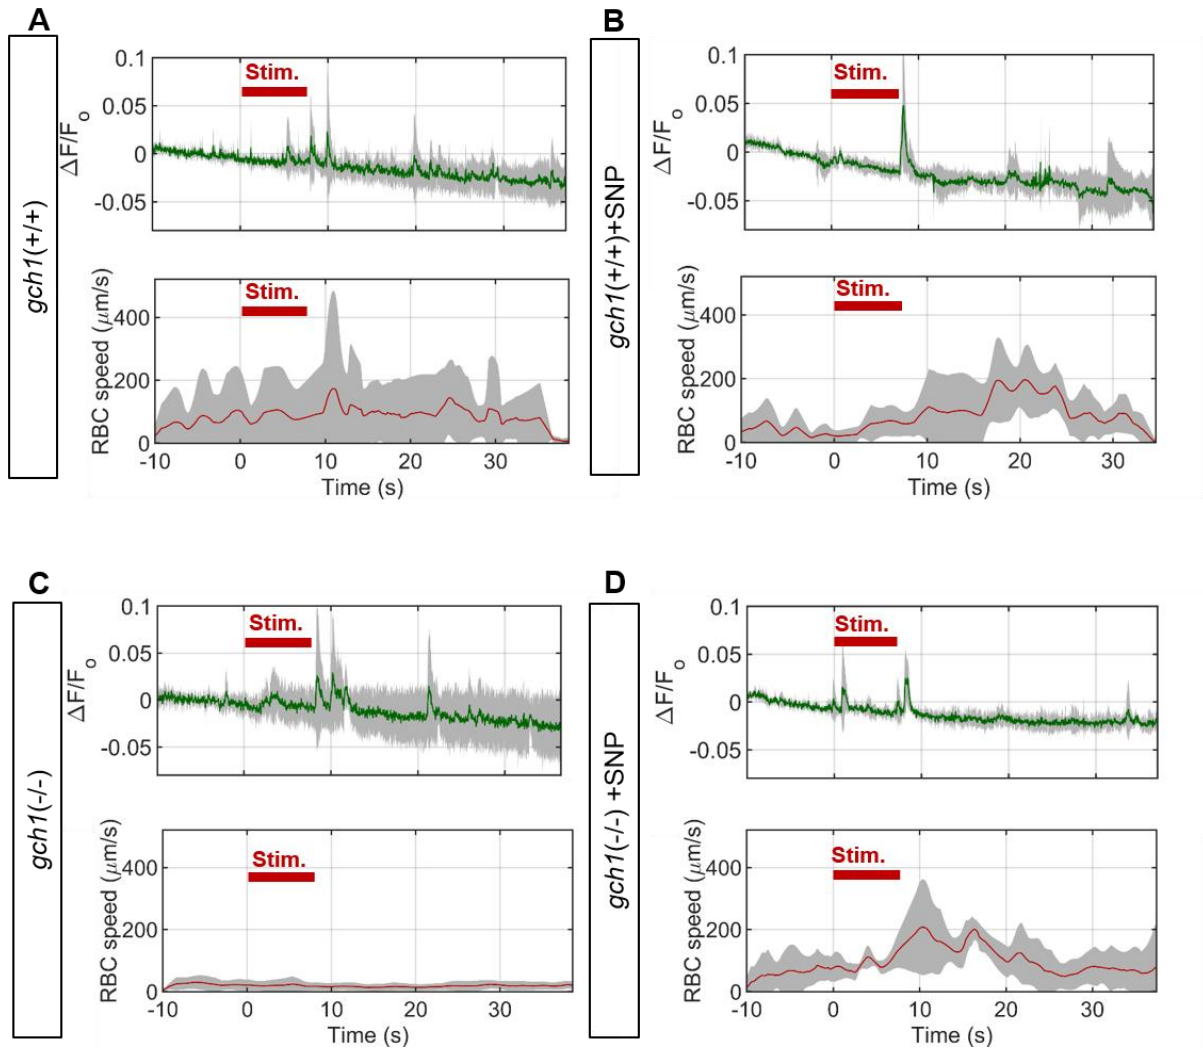 A
gch1(+/+)
0.1
0.05
0
-0.05
ΔF/Fo
Stim.
400
200
0
RBC speed (μm/s)
Stim.
-10 0 10 20 30
Time (s)
B
gch1(+/+)+SNP
0.1
0.05
0
-0.05
ΔF/Fo
Stim.
400
200
0
RBC speed (μm/s)
Stim.
-10 0 10 20 30
Time (s)
C
gch1(-/-)
0.1
0.05
0
-0.05
ΔF/Fo
Stim.
400
200
0
RBC speed (μm/s)
Stim.
-10 0 10 20 30
Time (s)
D
gch1(-/-) +SNP
0.1
0.05
0
-0.05
ΔF/Fo
Stim.
400
200
0
RBC speed (μm/s)
Stim.
-10 0 10 20 30
Time (s)